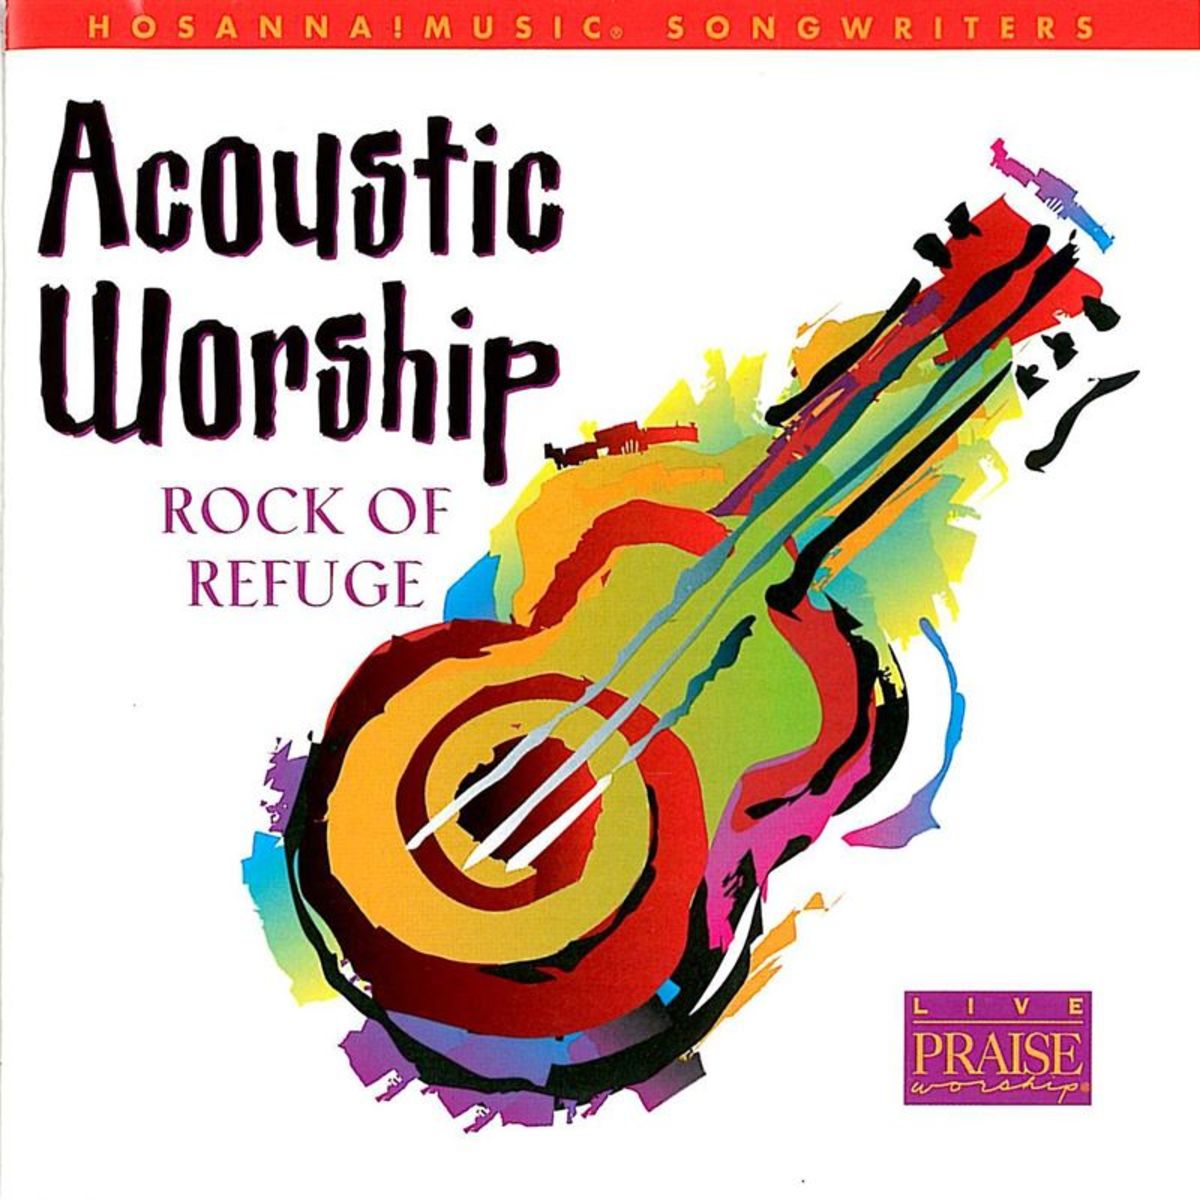 HOSANNA! MUSIC® SONGWRITERS
Acoustic
Worship
ROCK OF
REFUGE
LIVE
PRAISE
worship®